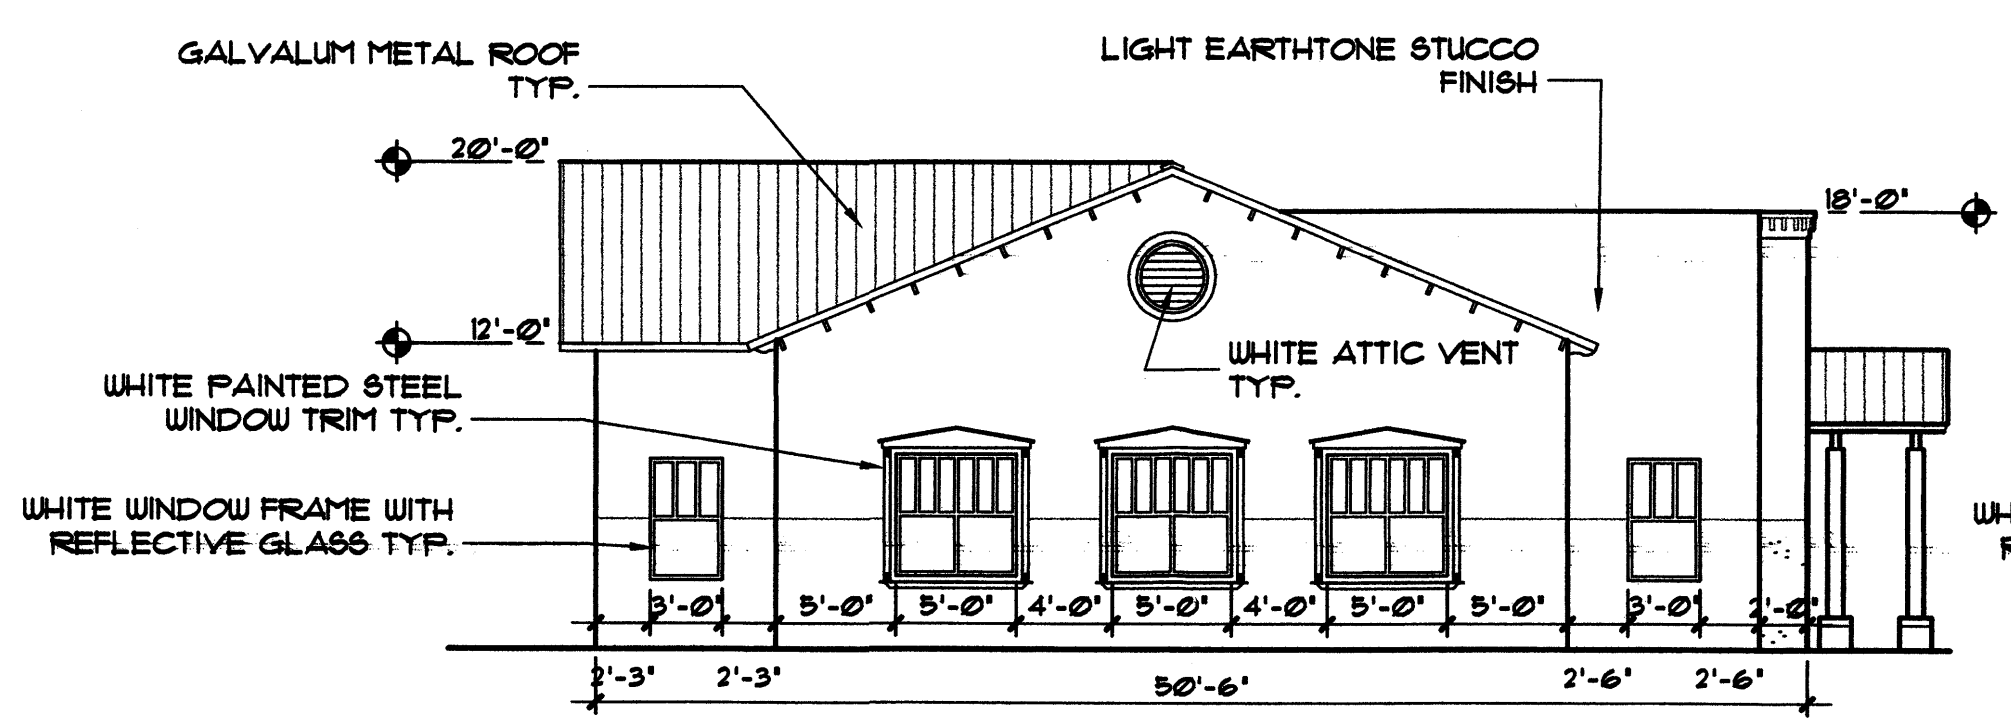 GALVALUM METAL ROOF
TYP.
LIGHT EARTHTONE STUCCO
FINISH
20'-0"
18'-0"
12'-0"
WHITE ATTIC VENT
TYP.
WHITE PAINTED STEEL
WINDOW TRIM TYP.
WHITE WINDOW FRAME WITH
REFLECTIVE GLASS TYP.
3'-0" 5'-0" 5'-0" 4'-0" 5'-0" 4'-0" 5'-0" 5'-0" 3'-0" 2'-0"
2'-3" 2'-3" 50'-6" 2'-6" 2'-6"